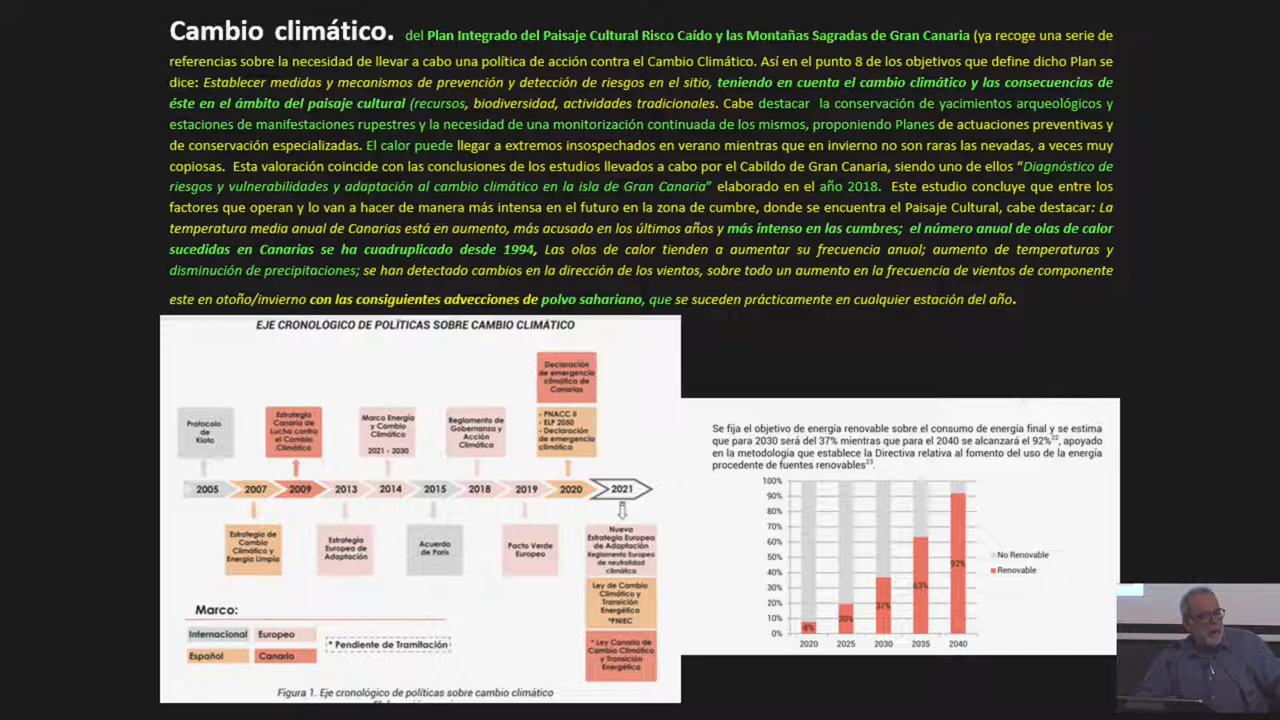 Cambio climático. del Plan Integrado del Paisaje Cultural Risco Caído y las Montañas Sagradas de Gran Canaria (ya recoge una serie de
referencias sobre la necesidad de llevar a cabo una política de acción contra el Cambio Climático. Así en el punto 8 de los objetivos que define dicho Plan se
dice: Establecer medidas y mecanismos de prevención y detección de riesgos en el sitio, teniendo en cuenta el cambio climático y las consecuencias de
éste en el ámbito del paisaje cultural (recursos, biodiversidad, actividades tradicionales. Cabe destacar la conservación de yacimientos arqueológicos y
estaciones de manifestaciones rupestres y la necesidad de una monitorización continuada de los mismos, proponiendo Planes de actuaciones preventivas y
de conservación especializadas. El calor puede llegar a extremos insospechados en verano mientras que en invierno no son raras las nevadas, a veces muy
copiosas. Esta valoración coincide con las conclusiones de los estudios llevados a cabo por el Cabildo de Gran Canaria, siendo uno de ellos “Diagnóstico de
riesgos y vulnerabilidades y adaptación al cambio climático en la isla de Gran Canaria” elaborado en el año 2018. Este estudio concluye que entre los
factores que operan y lo van a hacer de manera más intensa en el futuro en la zona de cumbre, donde se encuentra el Paisaje Cultural, cabe destacar: La
temperatura media anual de Canarias está en aumento, más acusado en los últimos años y más intenso en las cumbres; el número anual de olas de calor
sucedidas en Canarias se ha cuadruplicado desde 1994, Las olas de calor tienden a aumentar su frecuencia anual; aumento de temperaturas y
disminución de precipitaciones; se han detectado cambios en la dirección de los vientos, sobre todo un aumento en la frecuencia de vientos de componente
este en otoño/invierno con las consiguientes advecciones de polvo sahariano, que se suceden prácticamente en cualquier estación del año.
EJE CRONOLÓGICO DE POLÍTICAS SOBRE CAMBIO CLIMÁTICO
Protocolo
de
Kioto
Estrategia
Canaria de
Lucha contra
el Cambio
Climático
Marco Energía
y Cambio
Climático
2021 - 2030
Reglamento de
Gobernanza y
Acción
Climática
Declaración
de emergencia
climática de
Canarias
- PNACC II
- ELP 2050
- Declaración
de emergencia
climática
2005 2007 2009 2013 2014 2015 2018 2019 2020 2021
Estrategia de
Cambio
Climático y
Energía Limpia
Estrategia
Europea de
Adaptación
Acuerdo
de París
Pacto Verde
Europeo
Nueva
Estrategia Europea
de Adaptación
Reglamento Europeo
de neutralidad
climática
Ley de Cambio
Climático y
Transición
Energética
*PNIEC
* Ley Canaria de
Cambio Climático
y Transición
Energética
Marco:
Internacional Europeo
Español Canario
* Pendiente de Tramitación
Figura 1. Eje cronológico de políticas sobre cambio climático
Se fija el objetivo de energía renovable sobre el consumo de energía final y se estima
que para 2030 será del 37% mientras que para el 2040 se alcanzará el 92%22, apoyado
en la metodología que establece la Directiva relativa al fomento del uso de la energía
procedente de fuentes renovables23.
100%
90%
80%
70%
60%
50%
40%
30%
20%
10%
0%
8% 20% 37% 63% 92%
2020 2025 2030 2035 2040
No Renovable
Renovable